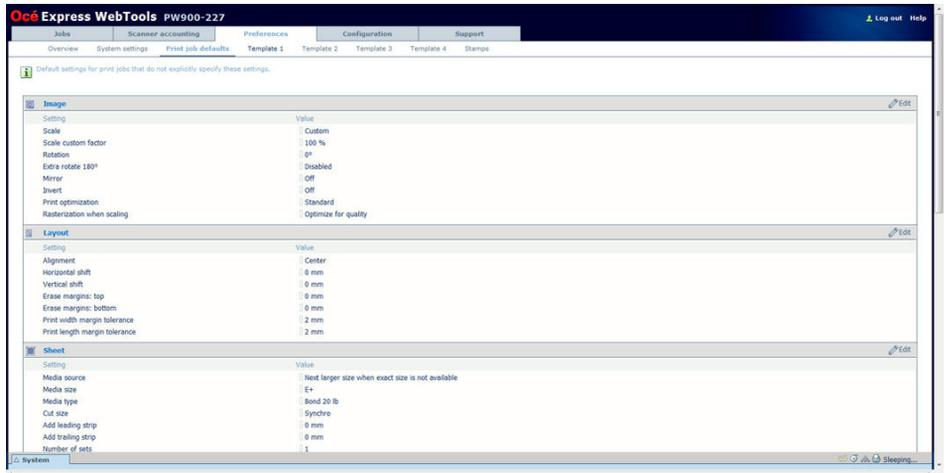 Océ Express WebTools PW900-227
Log out Help
Jobs Scanner accounting Preferences Configuration Support
Overview System settings Print job defaults Template 1 Template 2 Template 3 Template 4 Stamps
Default settings for print jobs that do not explicitly specify these settings.
Image Edit
Setting Value
Scale Custom
Scale custom factor 100 %
Rotation 0°
Extra rotate 180° Disabled
Mirror Off
Invert Off
Print optimization Standard
Rasterization when scaling Optimize for quality
Layout Edit
Setting Value
Alignment Center
Horizontal shift 0 mm
Vertical shift 0 mm
Erase margins: top 0 mm
Erase margins: bottom 0 mm
Print width margin tolerance 2 mm
Print length margin tolerance 2 mm
Sheet Edit
Setting Value
Media source Next larger size when exact size is not available
Media size E+
Media type Bond 20 lb
Cut size Synchro
Add leading strip 0 mm
Add trailing strip 0 mm
Number of sets 1
System Sleeping...